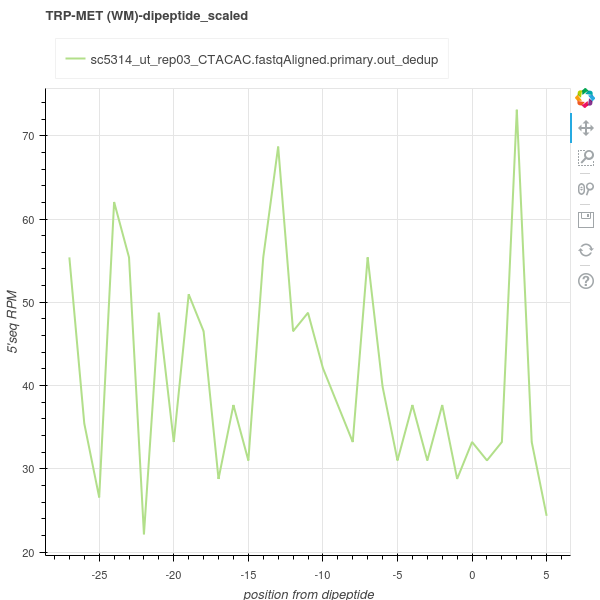 TRP-MET (WM)-dipeptide_scaled
sc5314_ut_rep03_CTACAC.fastqAligned.primary.out_dedup
70
60
50
40
30
20
5'seq RPM
-25 -20 -15 -10 -5 0 5
position from dipeptide